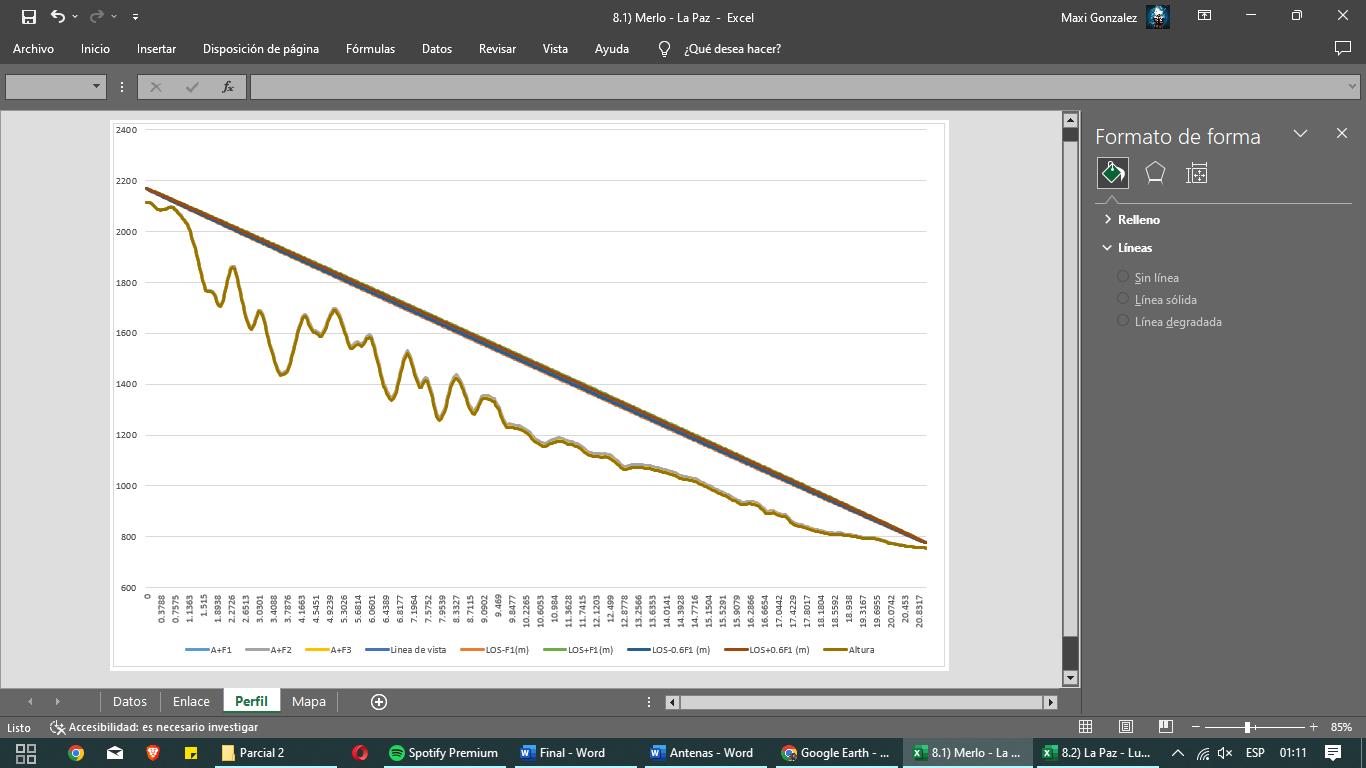 8.1) Merlo - La Paz - Excel
Maxi Gonzalez
Archivo Inicio Insertar Disposición de página Fórmulas Datos Revisar Vista Ayuda ¿Qué desea hacer?
fx
Formato de forma
Relleno
Líneas
Sin línea
Línea sólida
Línea degradada
2400
2200
2000
1800
1600
1400
1200
1000
800
600
0 0.3788 0.7575 1.1363 1.515 1.8938 2.2726 2.6513 3.0301 3.4088 3.7876 4.1663 4.5451 4.9239 5.3026 5.6814 6.0601 6.4389 6.8177 7.1964 7.5752 7.9539 8.3327 8.7115 9.0902 9.469 9.8477 10.2265 10.6053 10.984 11.3628 11.7415 12.1203 12.499 12.8778 13.2566 13.6353 14.0141 14.3928 14.7716 15.1504 15.5291 15.9079 16.2866 16.6654 17.0442 17.4229 17.8017 18.1804 18.5592 18.938 19.3167 19.6955 20.0742 20.453 20.8317
A+F1 A+F2 A+F3 Linea de vista LOS-F1(m) LOS+F1(m) LOS-0.6F1 (m) LOS+0.6F1 (m) Altura
Datos Enlace Perfil Mapa
Listo Accesibilidad: es necesario investigar 85%
Parcial 2 Spotify Premium Final - Word Antenas - Word Google Earth - ... 8.1) Merlo - La ... 8.2) La Paz - Lu... ESP 01:11